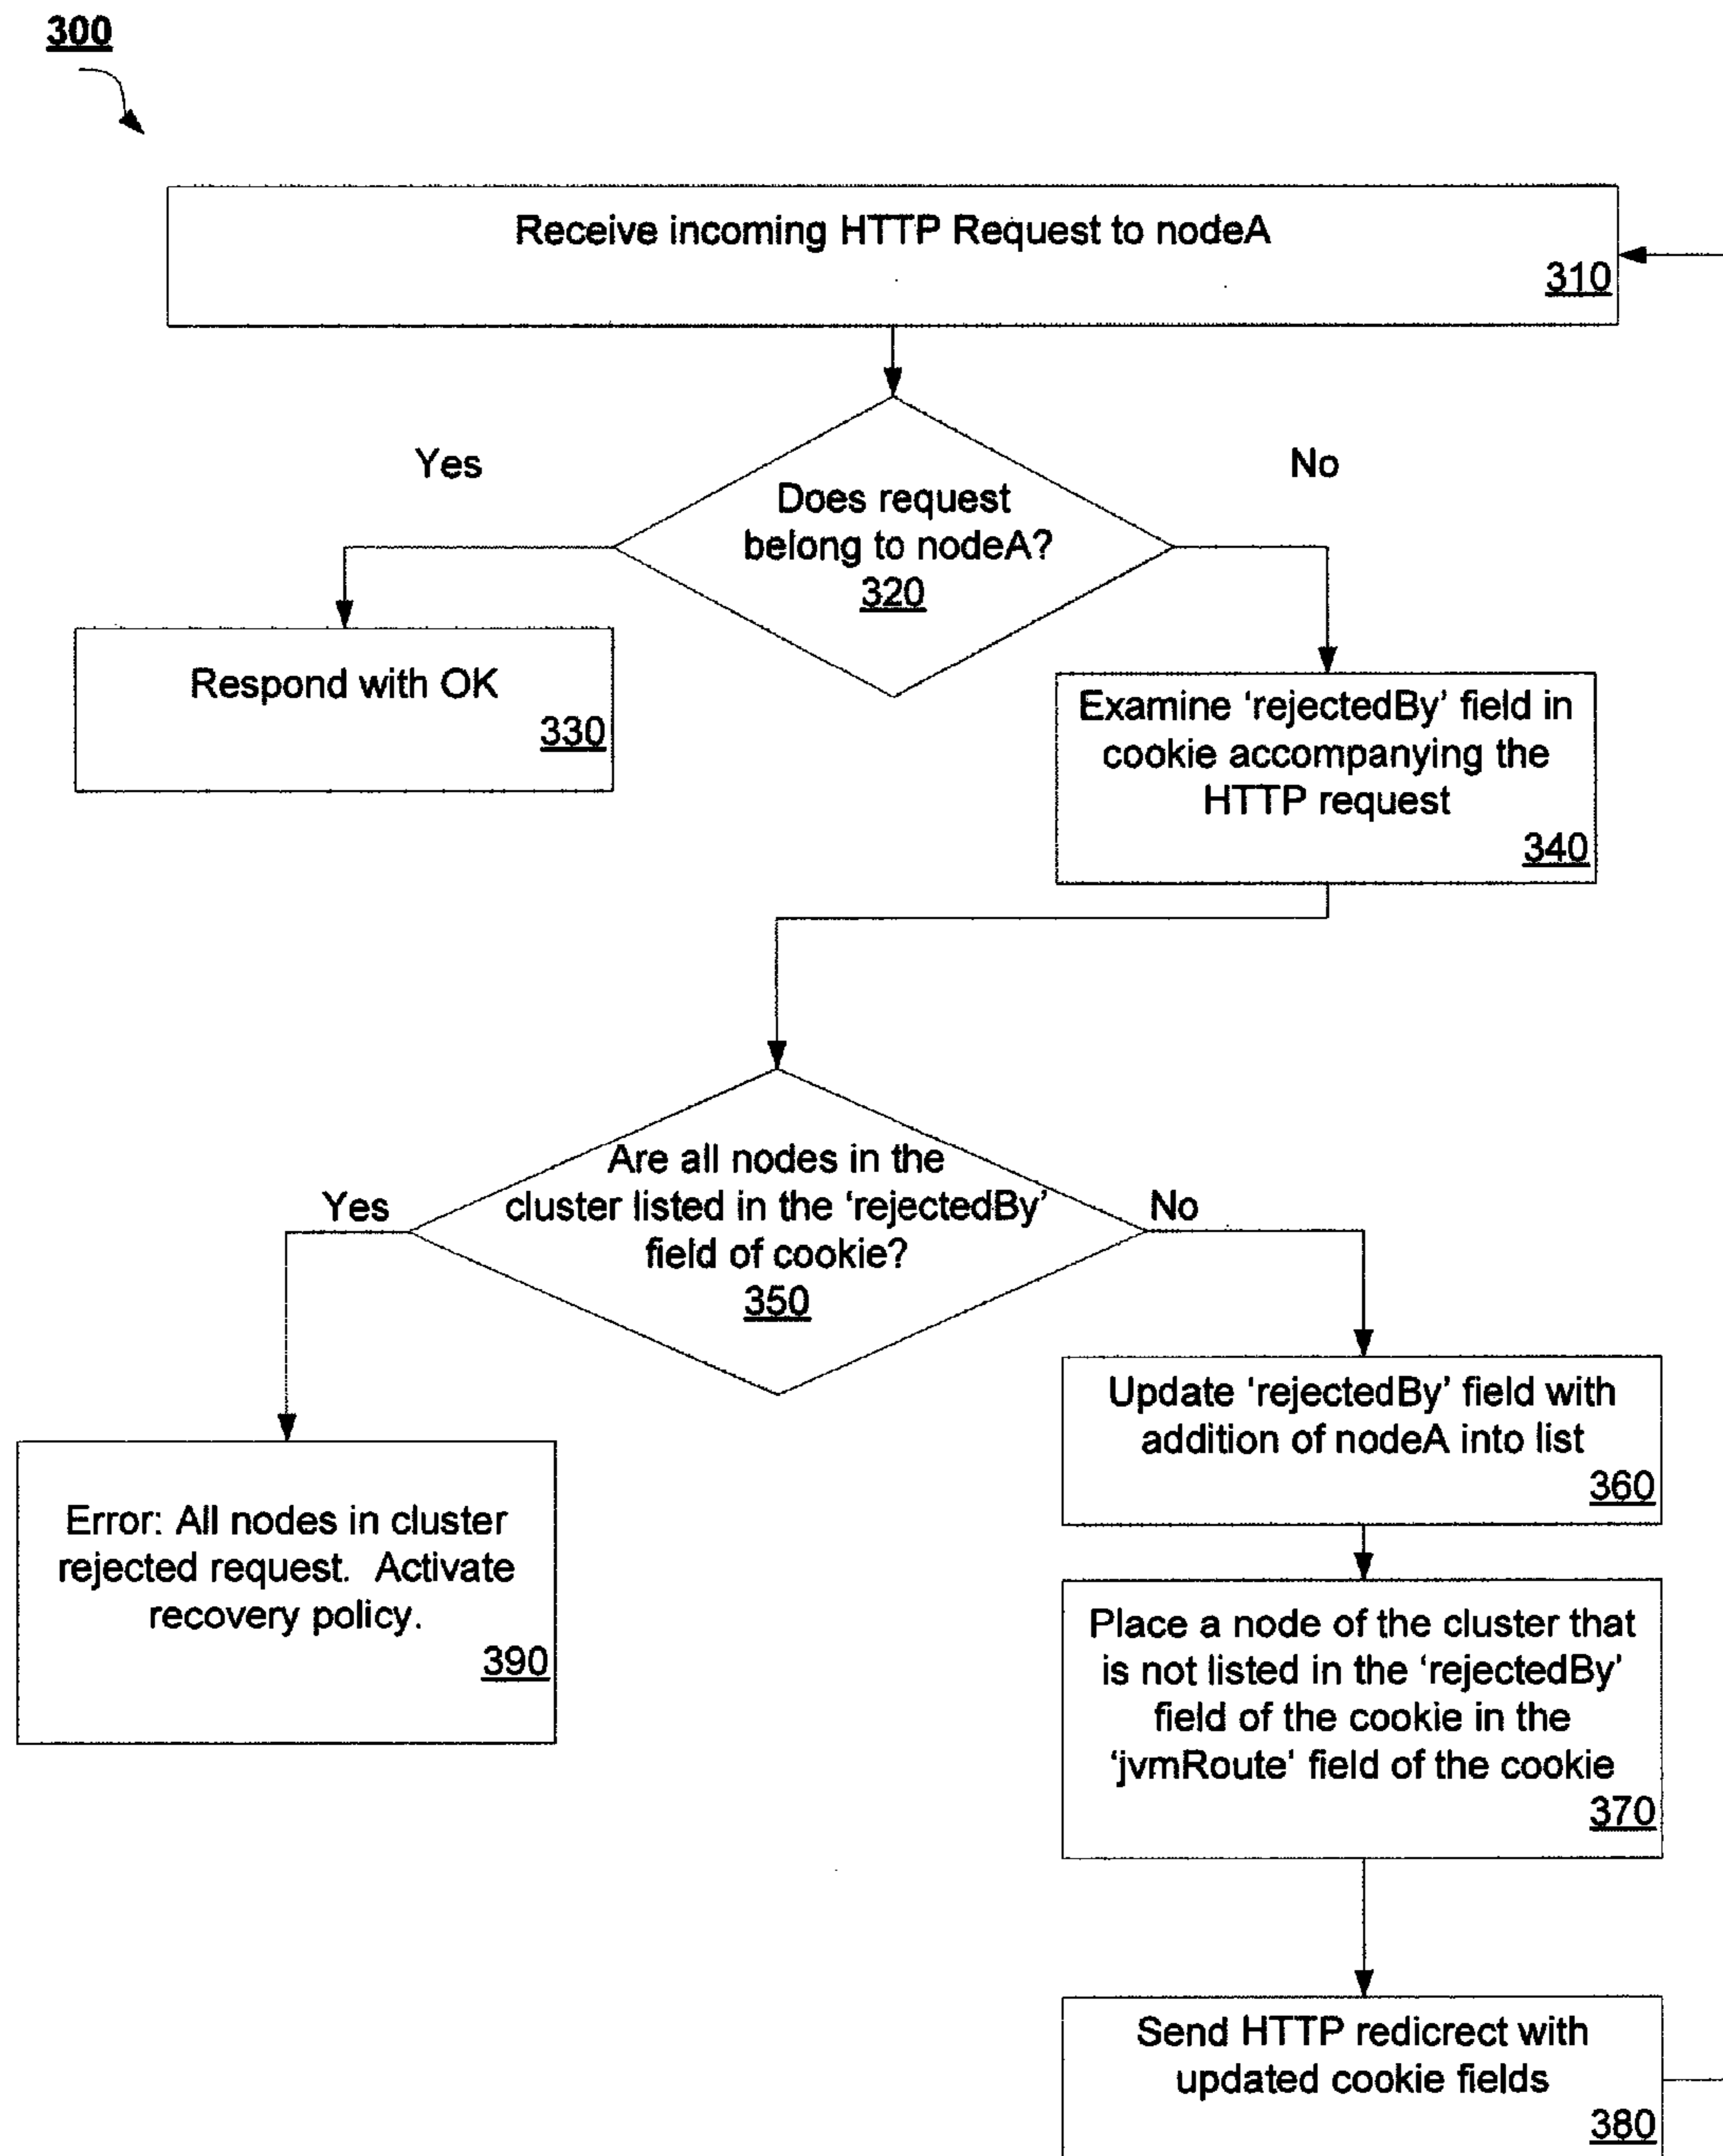 300
Receive incoming HTTP Request to nodeA
310
Yes
No
Does request
belong to nodeA?
320
Respond with OK
330
Examine ‘rejectedBy’ field in
cookie accompanying the
HTTP request
340
Are all nodes in the
cluster listed in the ‘rejectedBy’
field of cookie?
350
Yes
No
Update ‘rejectedBy’ field with
addition of nodeA into list
360
Error: All nodes in cluster
rejected request. Activate
recovery policy.
390
Place a node of the cluster that
is not listed in the ‘rejectedBy’
field of the cookie in the
‘jvmRoute’ field of the cookie
370
Send HTTP redicrect with
updated cookie fields
380